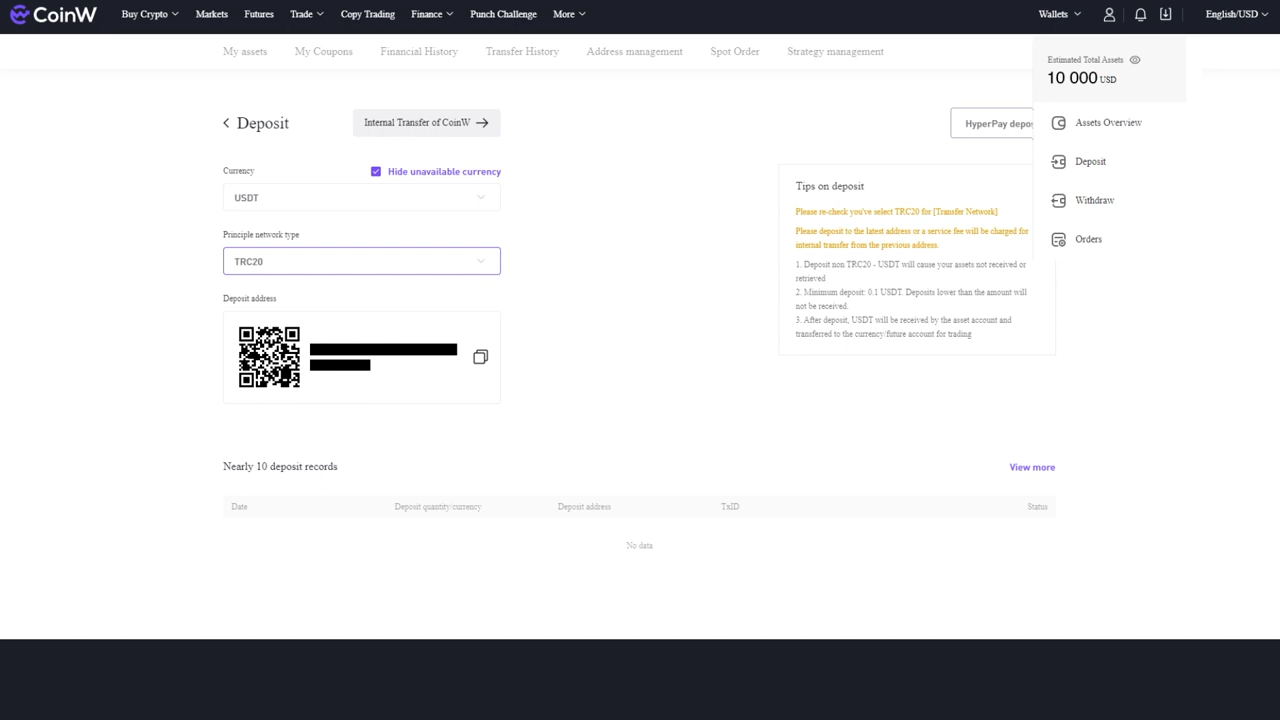 CoinW Buy Crypto Markets Futures Trade Copy Trading Finance Punch Challenge More Wallets English/USD
My assets My Coupons Financial History Transfer History Address management Spot Order Strategy management
Estimated Total Assets
10 000 USD
Assets Overview
Deposit
Withdraw
Orders
Deposit
Internal Transfer of CoinW
HyperPay depos
Currency
Hide unavailable currency
USDT
Principle network type
TRC20
Deposit address
Tips on deposit
Please re-check you've select TRC20 for [Transfer Network]
Please deposit to the latest address or a service fee will be charged for
internal transfer from the previous address.
1. Deposit non TRC20 - USDT will cause your assets not received or
retrieved
2. Minimum deposit: 0.1 USDT. Deposits lower than the amount will
not be received.
3. After deposit, USDT will be received by the asset account and
transferred to the currency/future account for trading
Nearly 10 deposit records
View more
Date Deposit quantity/currency Deposit address TxID Status
No data